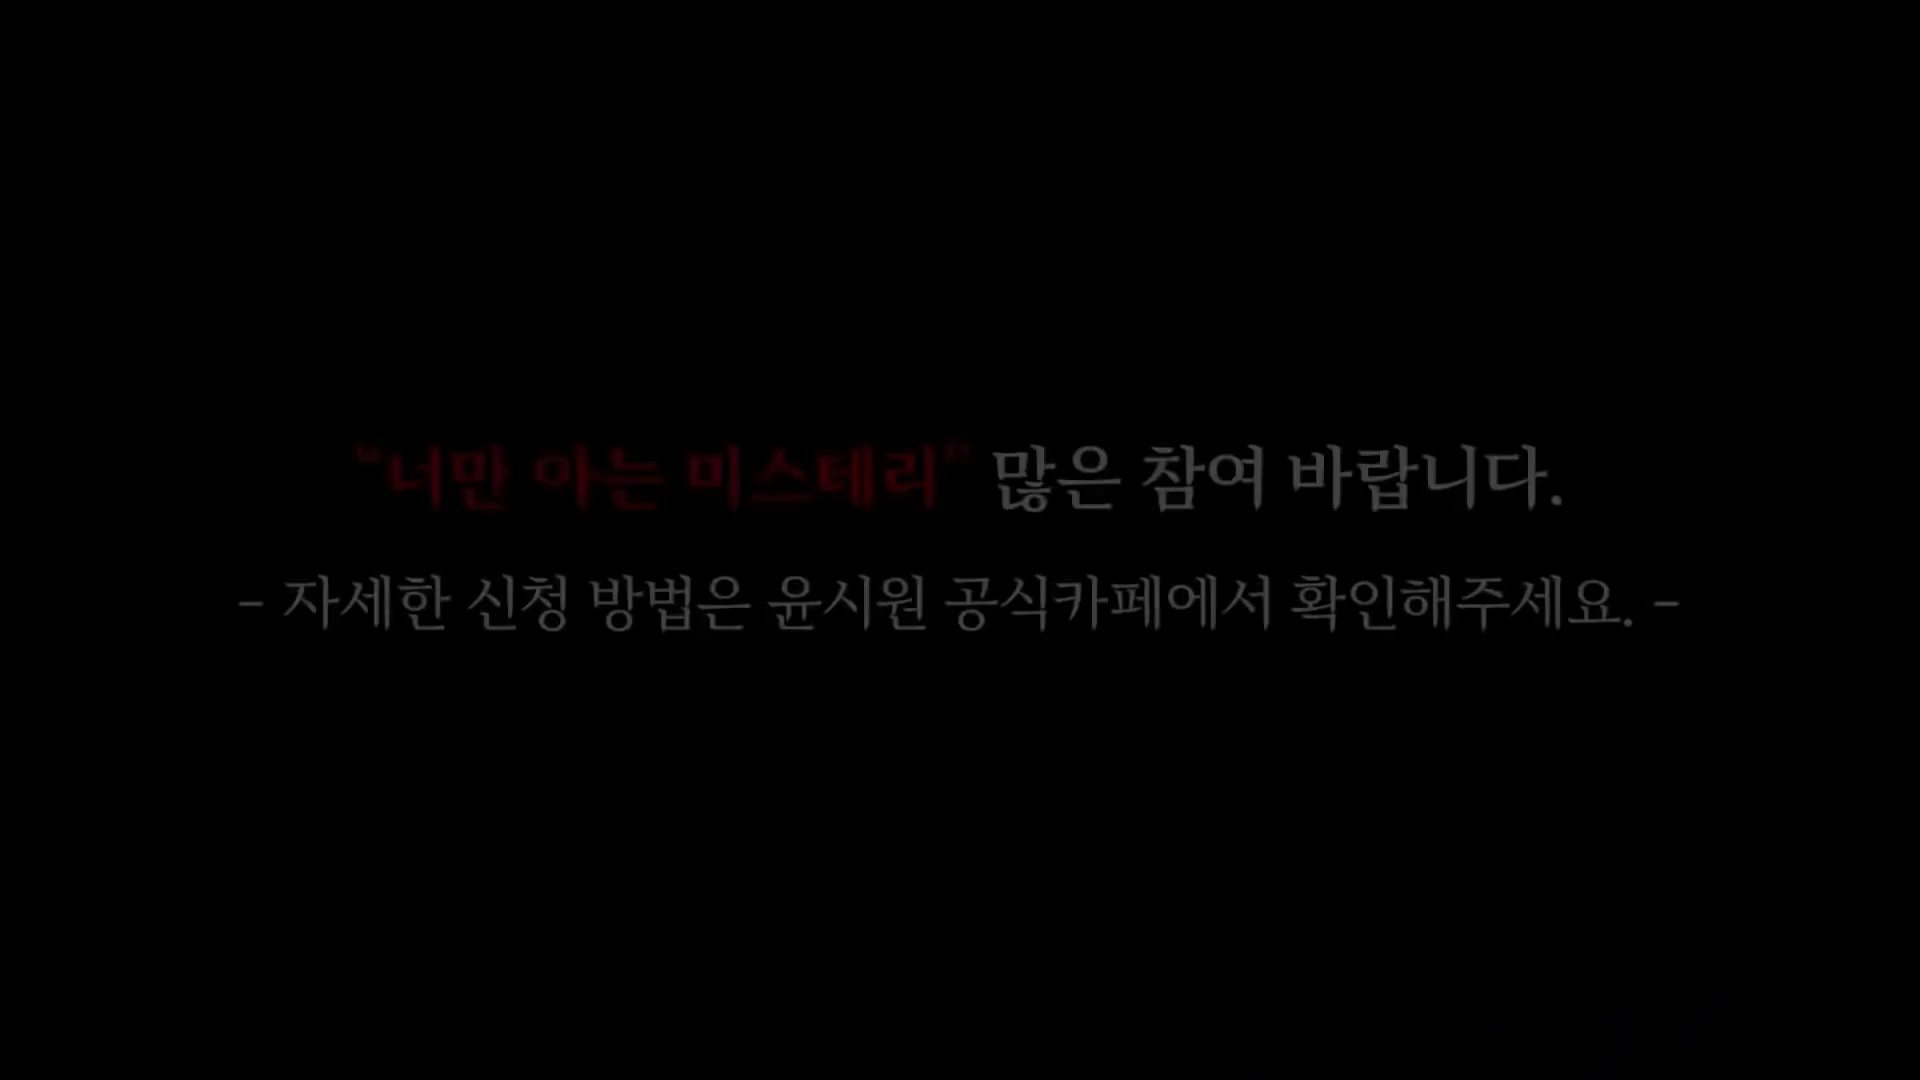 “너만 아는 미스테리” 많은 참여 바랍니다.
- 자세한 신청 방법은 윤시원 공식카페에서 확인해주세요. -